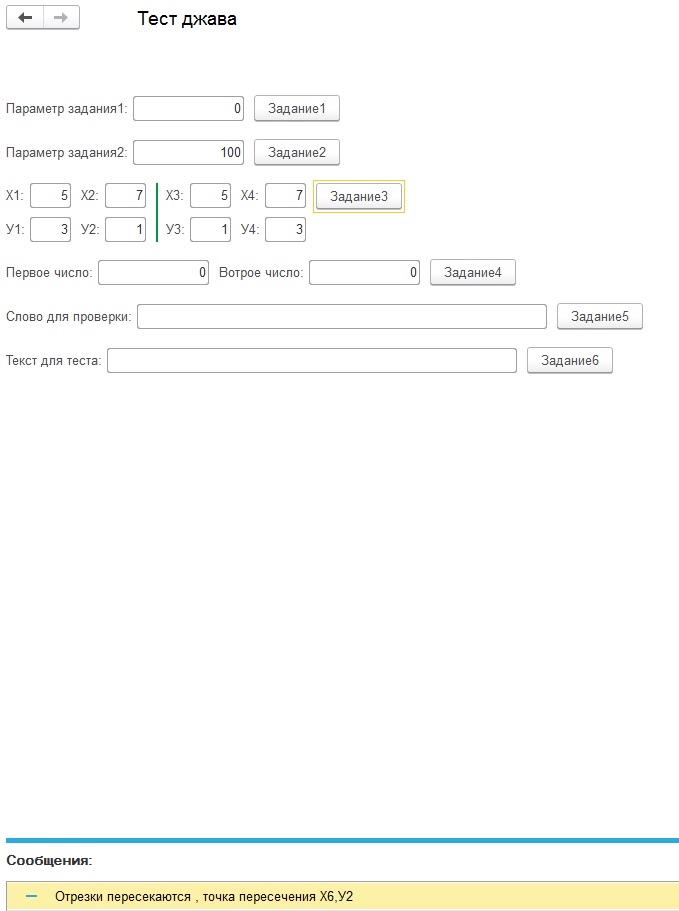 Тест джава
Параметр задания1: 0 Задание1
Параметр задания2: 100 Задание2
X1: 5 X2: 7 X3: 5 X4: 7 Задание3
У1: 3 У2: 1 У3: 1 У4: 3
Первое число: 0 Вотрое число: 0 Задание4
Слово для проверки: Задание5
Текст для теста: Задание6
Сообщения:
Отрезки пересекаются , точка пересечения X6,У2